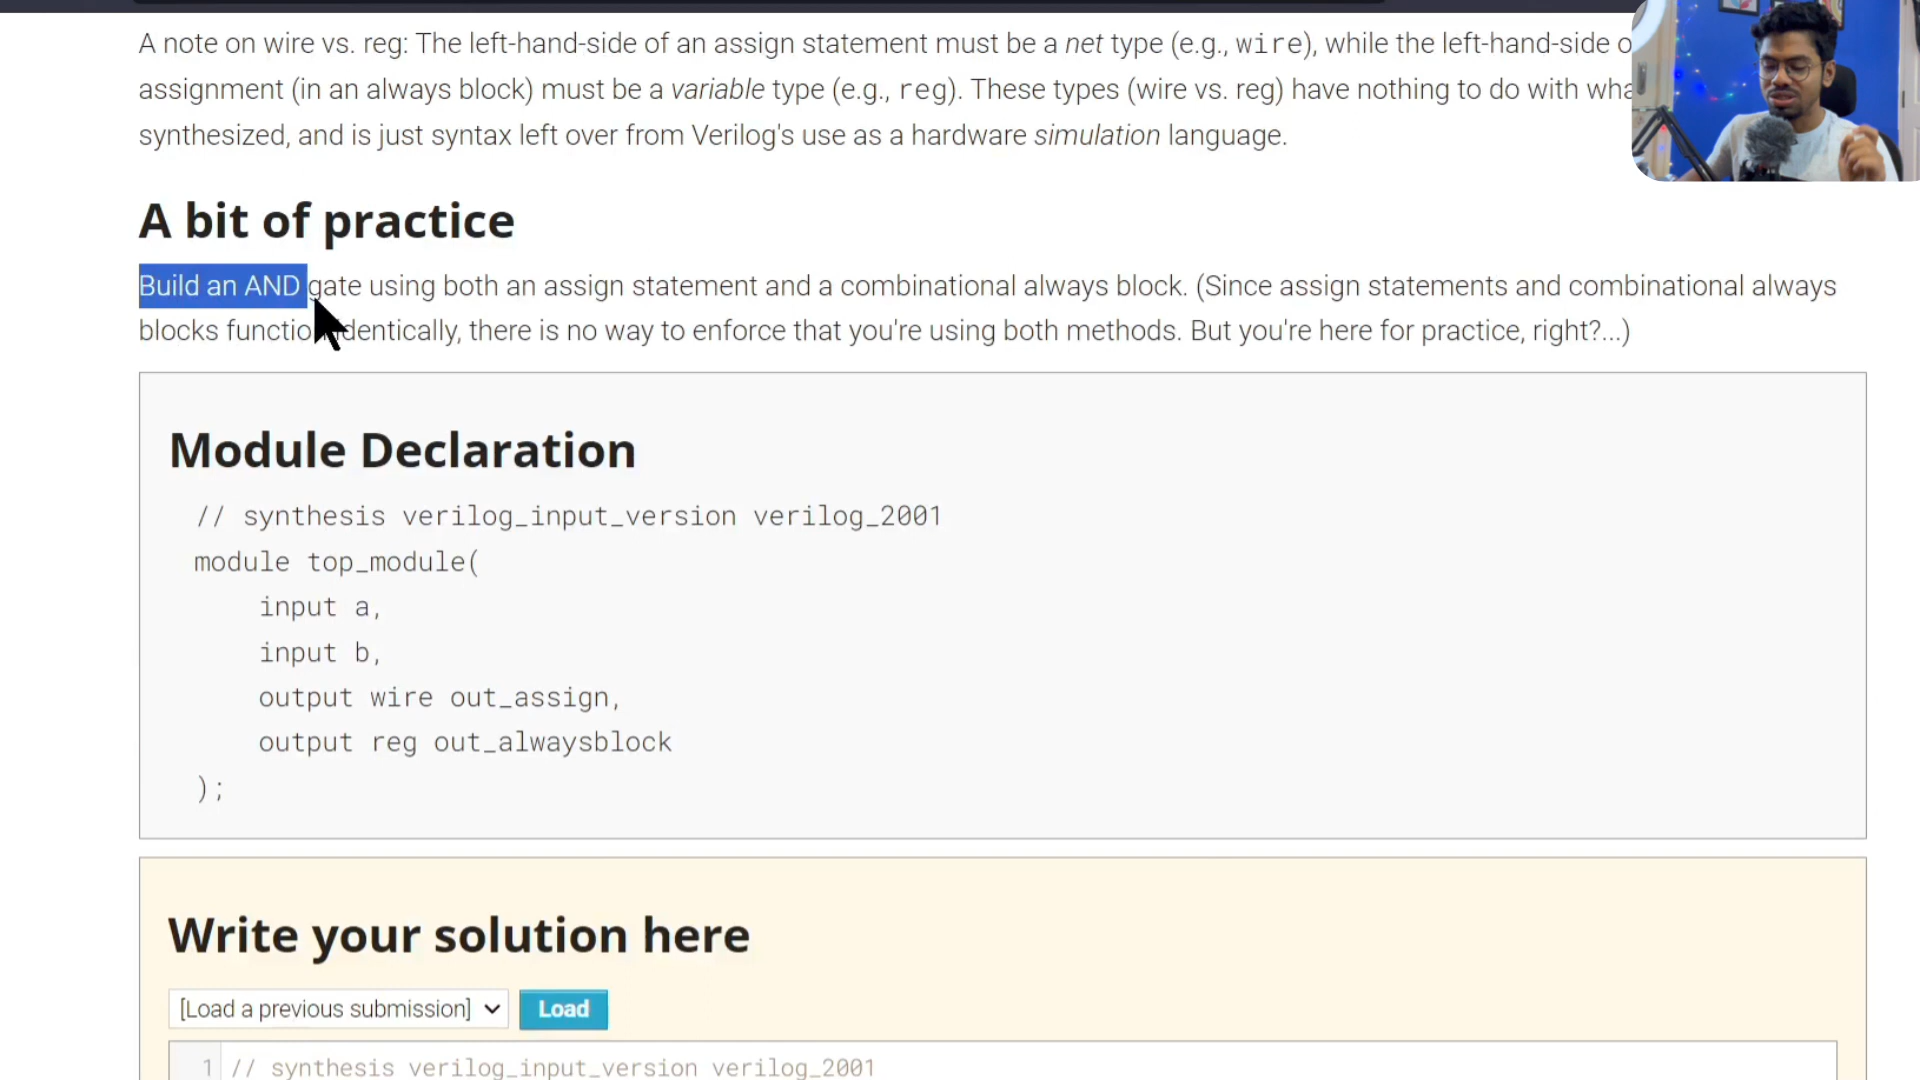 A note on wire vs. reg: The left-hand-side of an assign statement must be a net type (e.g., wire), while the left-hand-side
assignment (in an always block) must be a variable type (e.g., reg). These types (wire vs. reg) have nothing to do with
synthesized, and is just syntax left over from Verilog's use as a hardware simulation language.
A bit of practice
Build an AND gate using both an assign statement and a combinational always block. (Since assign statements and combinational always
blocks identically, there is no way to enforce that you're using both methods. But you're here for practice, right?...)
Module Declaration
// synthesis verilog_input_version verilog_2001
module top_module(
input a,
input b,
output wire out_assign,
output reg out_alwaysblock
);
Write your solution here
[Load a previous submission] Load
1 // synthesis verilog_input_version verilog_2001